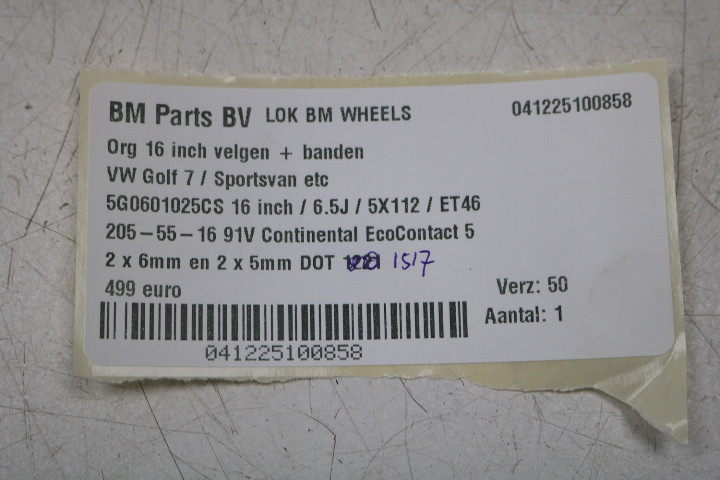 BM Parts BV LOK BM WHEELS 041225100858
Org 16 inch velgen + banden
VW Golf 7 / Sportsvan etc
5G0601025CS 16 inch / 6.5J / 5X112 / ET46
205-55-16 91V Continental EcoContact 5
2 x 6mm en 2 x 5mm DOT 1517
499 euro
Verz: 50
Aantal: 1
041225100858